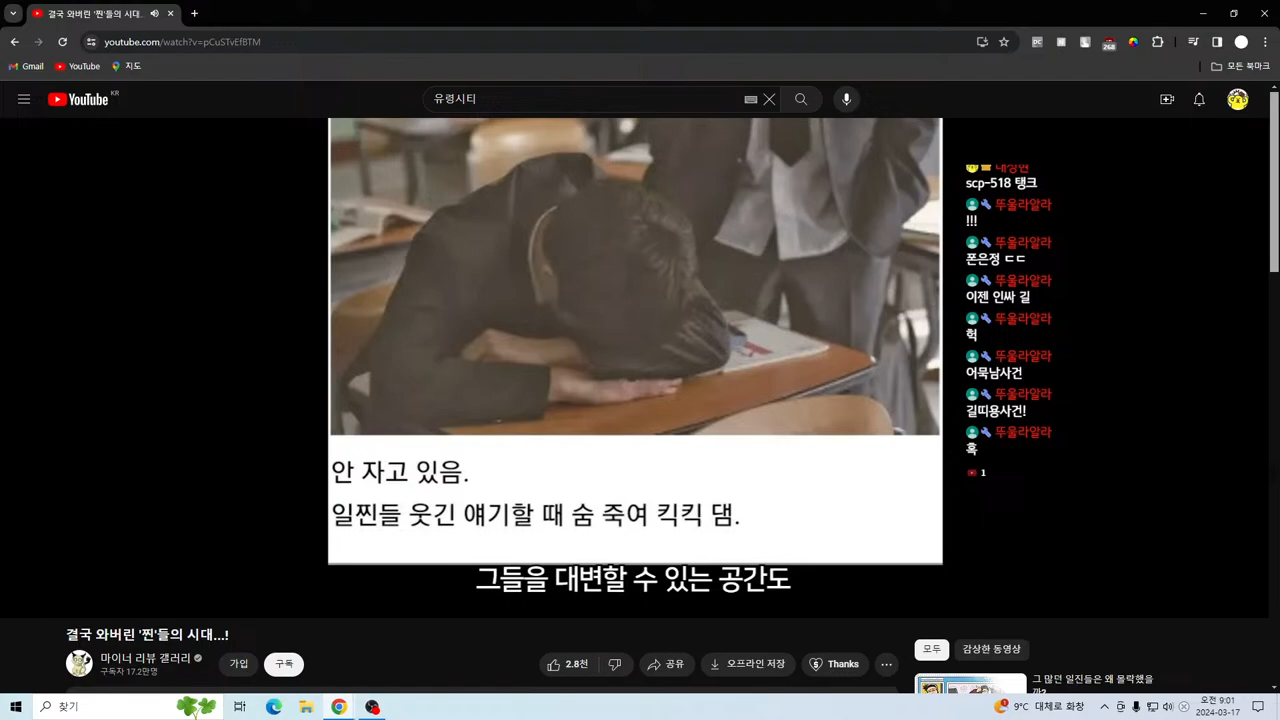 결국 와버린 '찐'들의 시대
youtube.com/watch?v=pCuSTvEfBTM
Gmail YouTube 지도 모든 북마크
YouTube KR
유령시티
scp-518 탱크
뚜울라알라
!!!
뚜울라알라
폰은정 ㄷㄷ
뚜울라알라
이젠 인싸 길
뚜울라알라
헉
뚜울라알라
어묵남사건
뚜울라알라
길띠용사건!
뚜울라알라
혹
1
안 자고 있음.
일찐들 웃긴 얘기할 때 숨 죽여 킥킥 댐.
그들을 대변할 수 있는 공간도
결국 와버린 '찐'들의 시대...!
마이너 리뷰 갤러리
구독자 17.2만명
가입
구독
2.8천
공유
오프라인 저장
Thanks
모두
감상한 동영상
그 많던 일진들은 왜 몰락했을
까?
찾기
9°C 대체로 화창
오전 9:01
2024-03-17